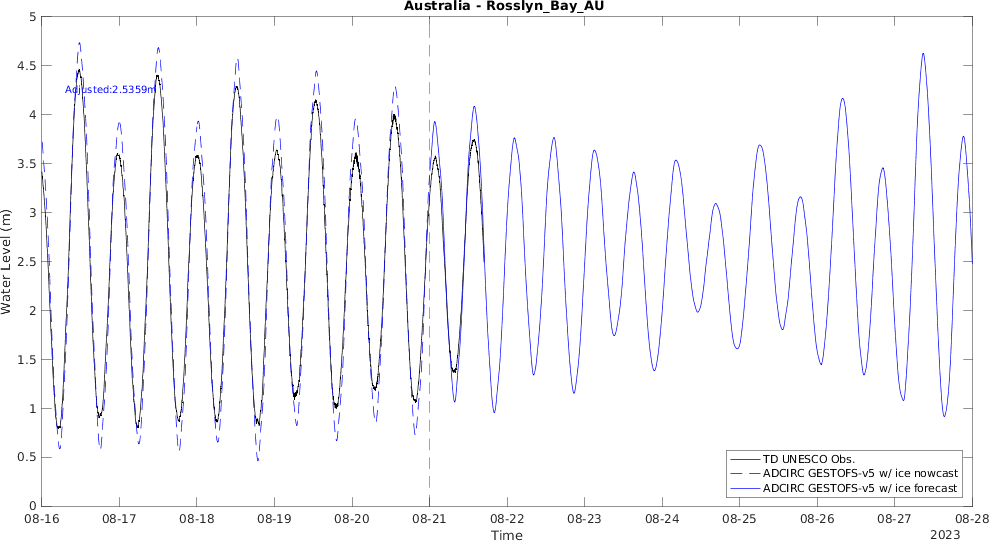 Australia - Rosslyn_Bay_AU
5
4.5
Adjusted:2.5359m
4
3.5
3
2.5
2
1.5
1
0.5
0
Water Level (m)
TD UNESCO Obs.
ADCIRC GESTOFS-v5 w/ ice nowcast
ADCIRC GESTOFS-v5 w/ ice forecast
08-16 08-17 08-18 08-19 08-20 08-21 08-22 08-23 08-24 08-25 08-26 08-27 08-28
Time
2023